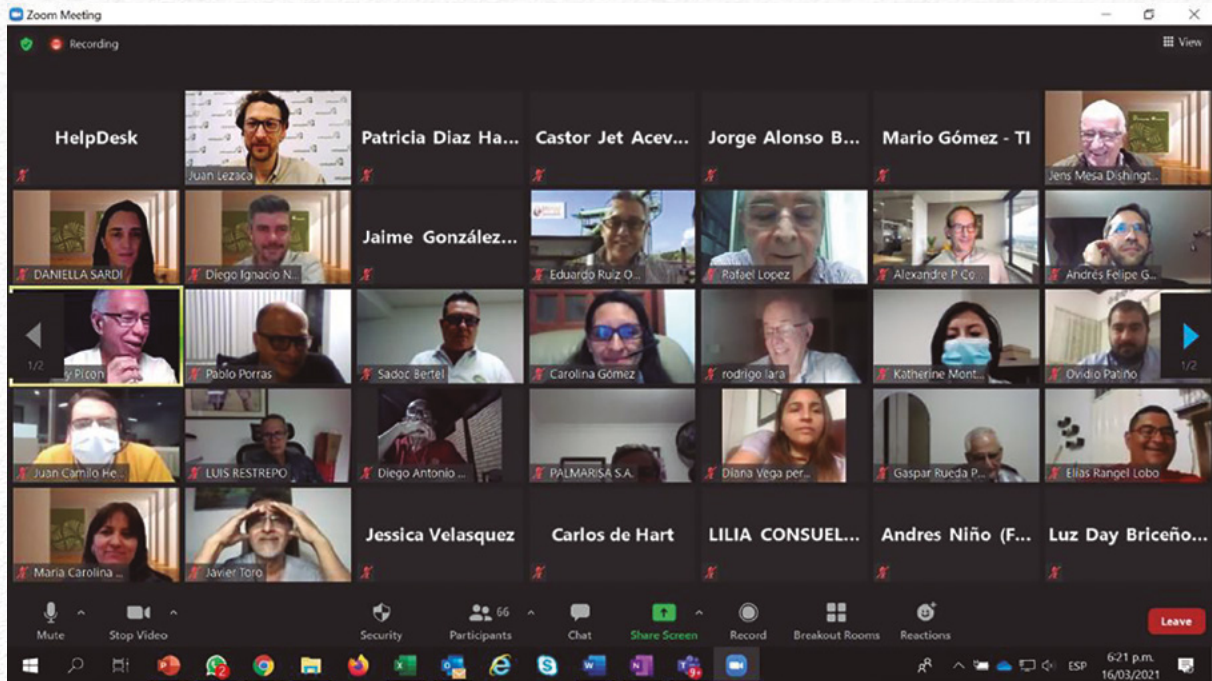 Zoom Meeting
Recording
View
HelpDesk
Juan Lezaca
Patricia Diaz Ha...
Castor Jet Acev...
Jorge Alonso B...
Mario Gómez - TI
Jens Mesa Dishingt...
DANIELLA SARDI
Diego Ignacio N...
Jaime González...
Eduardo Ruiz O...
Rafael Lopez
Alexandre P Co...
Andrés Felipe G...
1/2
y Picon
Pablo Porras
Sadoc Bertel
Carolina Gómez
rodrigo lara
Katherine Mont...
Ovidio Patiño
1/2
Juan Camilo He...
LUIS RESTREPO
Diego Antonio ...
PALMARISA S.A.
Diana Vega per...
Gaspar Rueda P...
Elias Rangel Lobo
Maria Carolina ...
Javier Toro
Jessica Velasquez
Carlos de Hart
LILIA CONSUEL...
Andres Niño (F...
Luz Day Briceño...
Mute
Stop Video
Security
Participants
66
Chat
Share Screen
Record
Breakout Rooms
Reactions
Leave
ESP
6:21 p.m.
16/03/2021